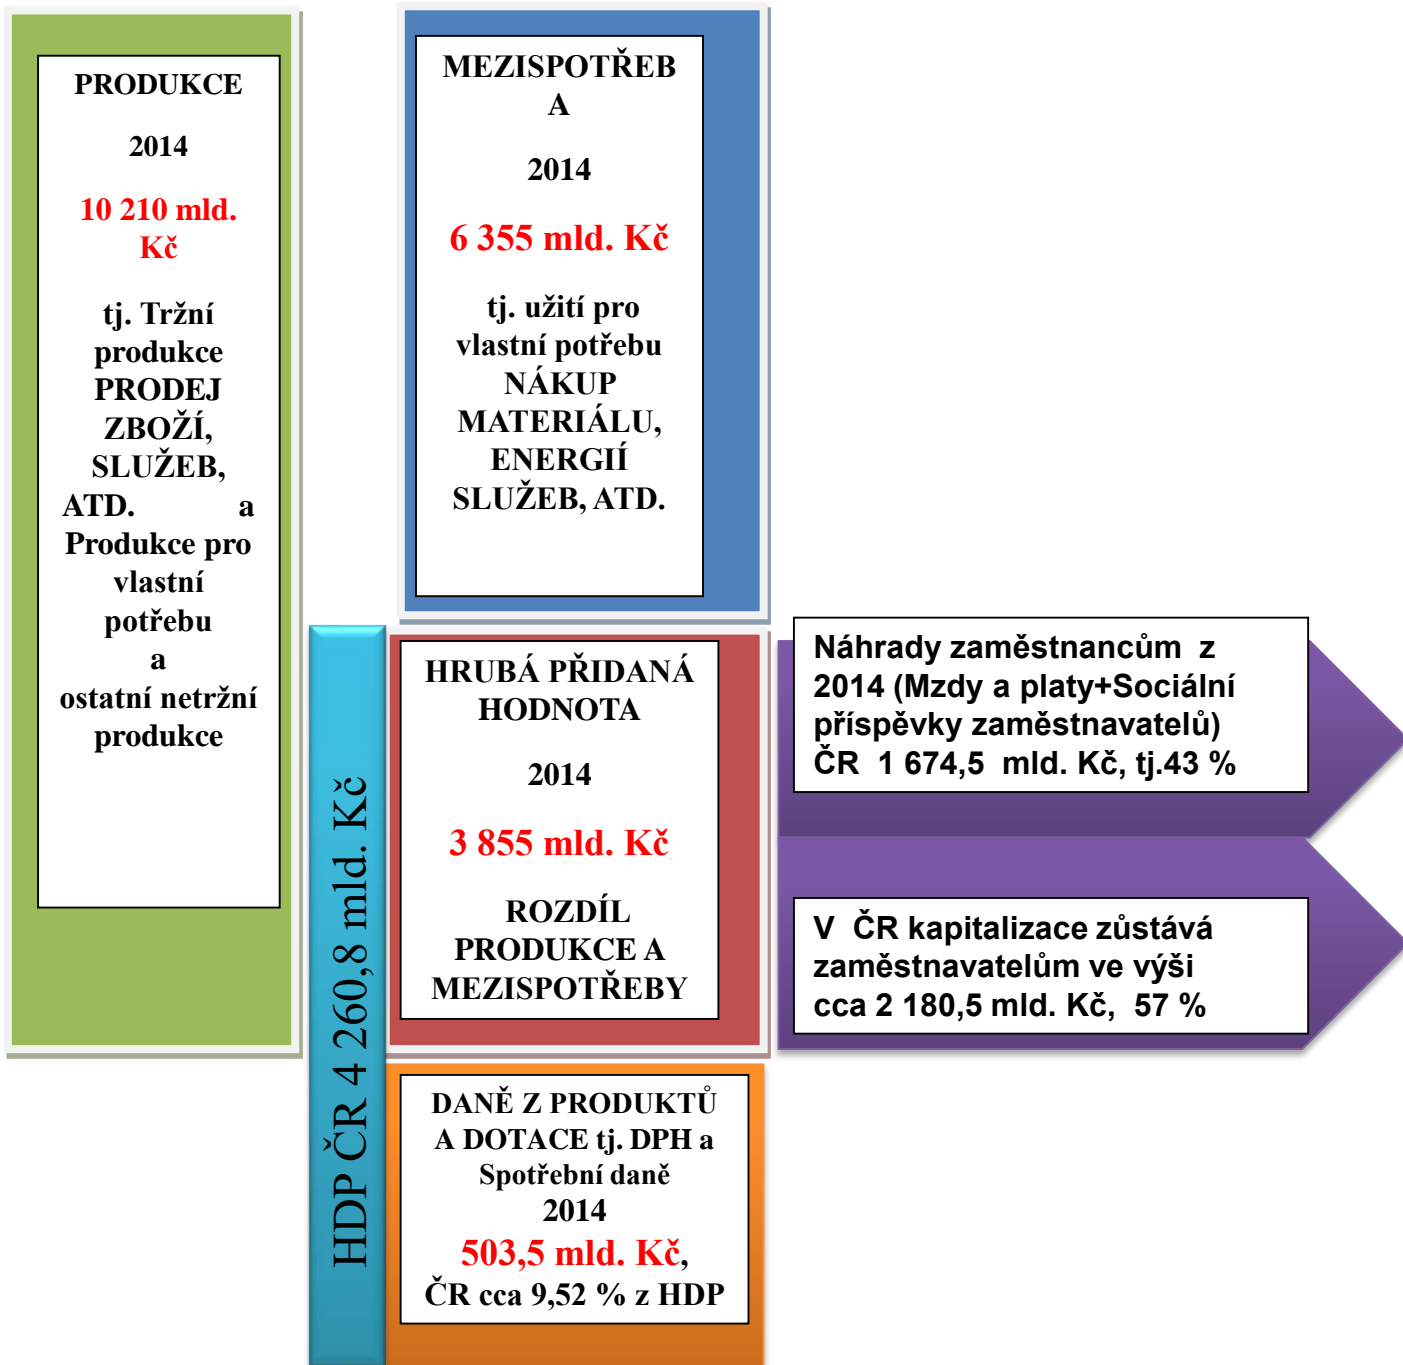 PRODUKCE
2014
10 210 mld.
Kč
tj. Tržní
produkce
PRODEJ
ZBOŽÍ,
SLUŽEB,
ATD. a
Produkce pro
vlastní
potřebu
a
ostatní netržní
produkce
MEZISPOTŘEB
A
2014
6 355 mld. Kč
tj. užití pro
vlastní potřebu
NÁKUP
MATERIÁLU,
ENERGIÍ
SLUŽEB, ATD.
HDP ČR 4 260,8 mld. Kč
HRUBÁ PŘIDANÁ
HODNOTA
2014
3 855 mld. Kč
ROZDÍL
PRODUKCE A
MEZISPOTŘEBY
Náhrady zaměstnancům z
2014 (Mzdy a platy+Sociální
příspěvky zaměstnavatelů)
ČR 1 674,5 mld. Kč, tj.43 %
V ČR kapitalizace zůstává
zaměstnavatelům ve výši
cca 2 180,5 mld. Kč, 57 %
DANĚ Z PRODUKTŮ
A DOTACE tj. DPH a
Spotřební daně
2014
503,5 mld. Kč,
ČR cca 9,52 % z HDP